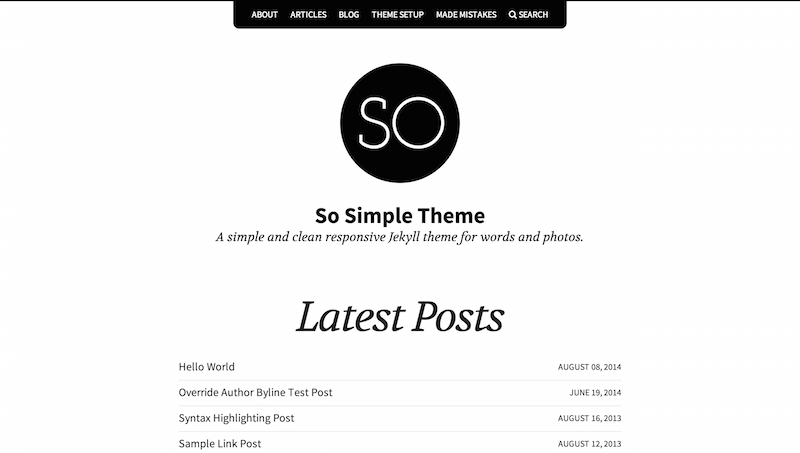 ABOUT ARTICLES BLOG THEME SETUP MADE MISTAKES SEARCH
SO
So Simple Theme
A simple and clean responsive Jekyll theme for words and photos.
Latest Posts
Hello World AUGUST 08, 2014
Override Author Byline Test Post JUNE 19, 2014
Syntax Highlighting Post AUGUST 16, 2013
Sample Link Post AUGUST 12, 2013